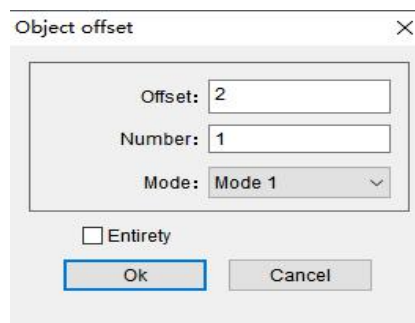 Object offset
Offset: 2
Number: 1
Mode: Mode 1
Entirety
Ok Cancel